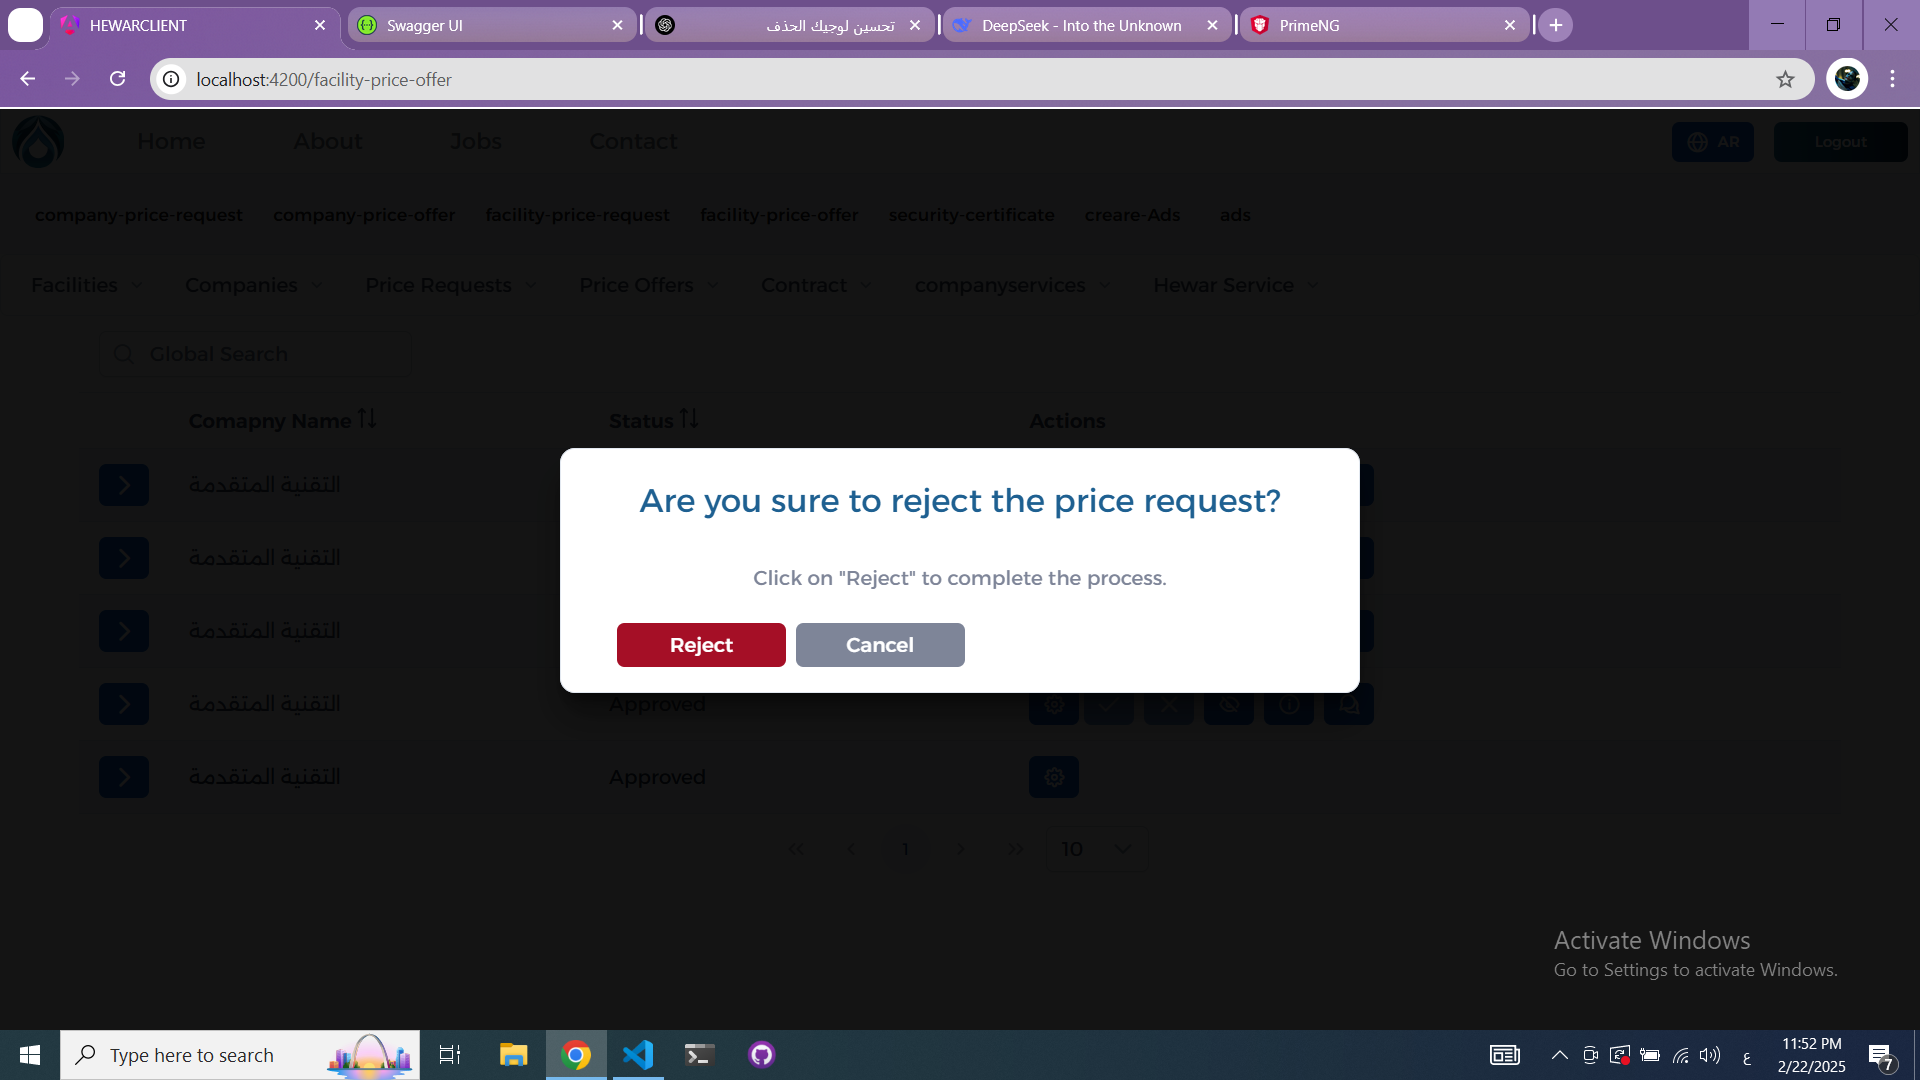 HEWARCLIENT
Swagger UI
تحسين لوجيك الحذف
DeepSeek - Into the Unknown
PrimeNG
localhost:4200/facility-price-offer
Home About Jobs Contact
AR
Logout
company-price-request company-price-offer facility-price-request facility-price-offer security-certificate creare-Ads ads
Facilities Companies Price Requests Price Offers Contract companyservices Hewar Service
Global Search
Comapny Name Status Actions
التقنية المتقدمة
التقنية المتقدمة
التقنية المتقدمة
التقنية المتقدمة Approved
التقنية المتقدمة Approved
Are you sure to reject the price request?
Click on "Reject" to complete the process.
Reject Cancel
1 10
Activate Windows
Go to Settings to activate Windows.
Type here to search
ع
11:52 PM
2/22/2025
7